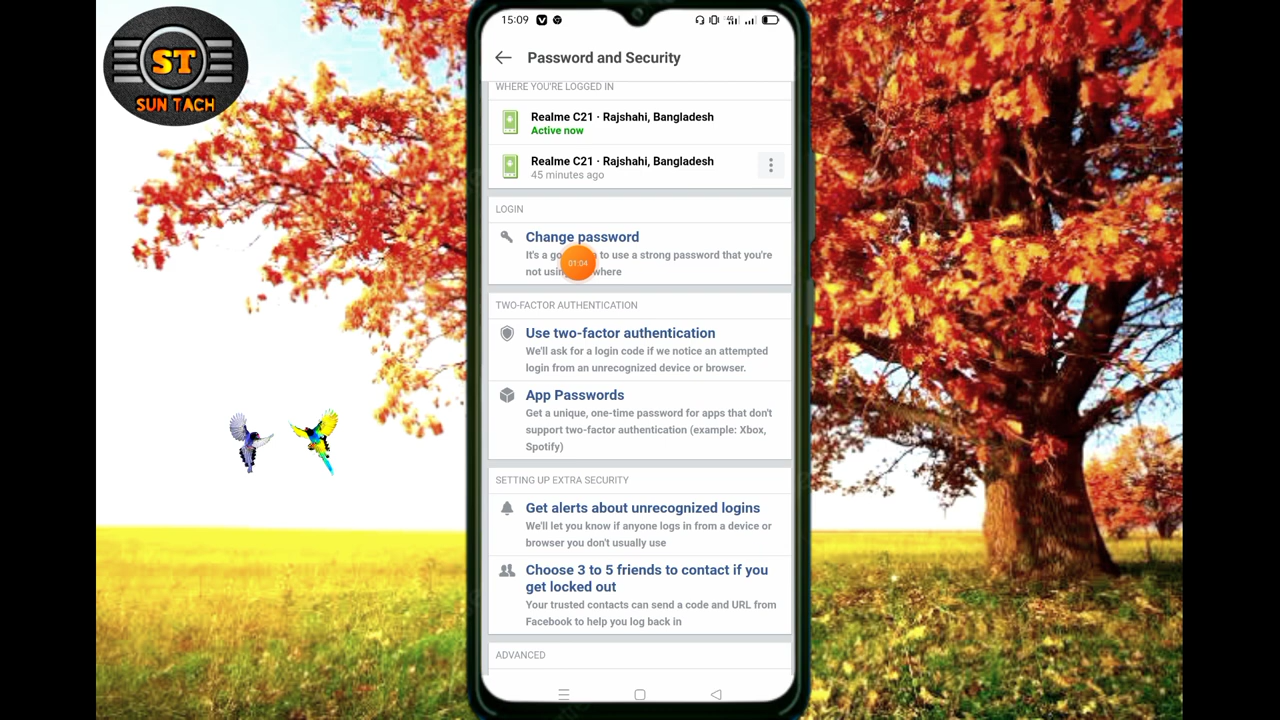 ST
SUN TACH
15:09
Password and Security
WHERE YOU'RE LOGGED IN
Realme C21 · Rajshahi, Bangladesh
Active now
Realme C21 · Rajshahi, Bangladesh
45 minutes ago
LOGIN
Change password
It's a to use a strong password that you're
not
01:04
TWO-FACTOR AUTHENTICATION
Use two-factor authentication
We'll ask for a login code if we notice an attempted
login from an unrecognized device or browser.
App Passwords
Get a unique, one-time password for apps that don't
support two-factor authentication (example: Xbox,
Spotify)
SETTING UP EXTRA SECURITY
Get alerts about unrecognized logins
We'll let you know if anyone logs in from a device or
browser you don't usually use
Choose 3 to 5 friends to contact if you
get locked out
Your trusted contacts can send a code and URL from
Facebook to help you log back in
ADVANCED